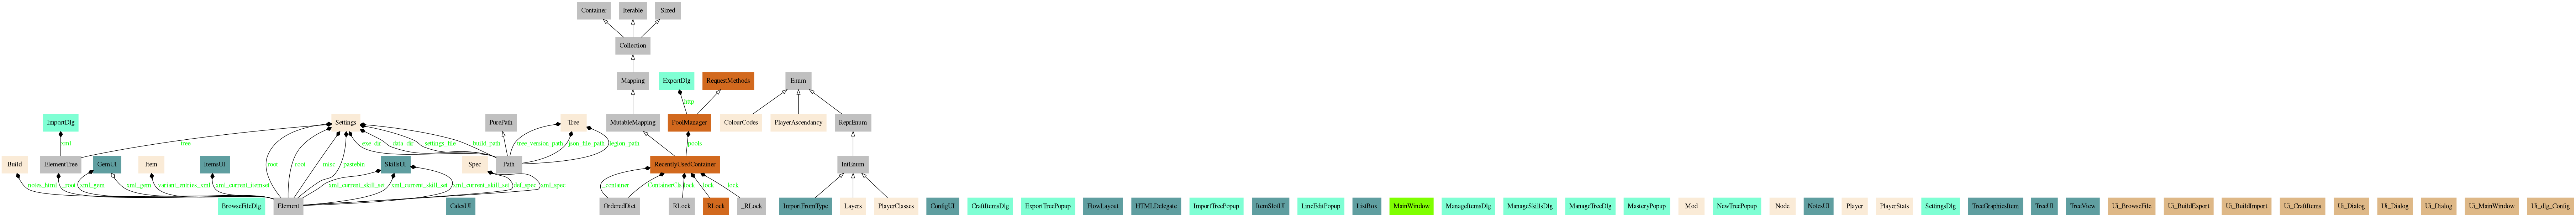 Container Iterable Sized
Collection
Mapping ExportDlg RequestMethods Enum
http
ImportDlg Settings PurePath Tree MutableMapping PoolManager ColourCodes PlayerAscendancy ReprEnum
xml tree exe_dir data_dir settings_file build_path tree_version_path json_file_path legion_path pools
Build ElementTree GemUI Item ItemsUI root root misc pastebin SkillsUI Spec Path RecentlyUsedContainer IntEnum
notes_html _root xml_gem xml_gem variant_entries_xml xml_current_itemset xml_current_skill_set xml_current_skill_set xml_current_skill_set def_spec xml_spec _container ContainerCls lock lock lock
BrowseFileDlg Element CalcsUI OrderedDict RLock RLock _RLock ImportFromType Layers PlayerClasses ConfigUI CraftItemsDlg ExportTreePopup FlowLayout HTMLDelegate ImportTreePopup ItemSlotUI LineEditPopup ListBox MainWindow ManageItemsDlg ManageSkillsDlg ManageTreeDlg MasteryPopup Mod NewTreePopup Node NotesUI Player PlayerStats SettingsDlg TreeGraphicsItem TreeUI TreeView Ui_BrowseFile Ui_BuildExport Ui_BuildImport Ui_CraftItems Ui_Dialog Ui_Dialog Ui_Dialog Ui_MainWindow Ui_dlg_Config